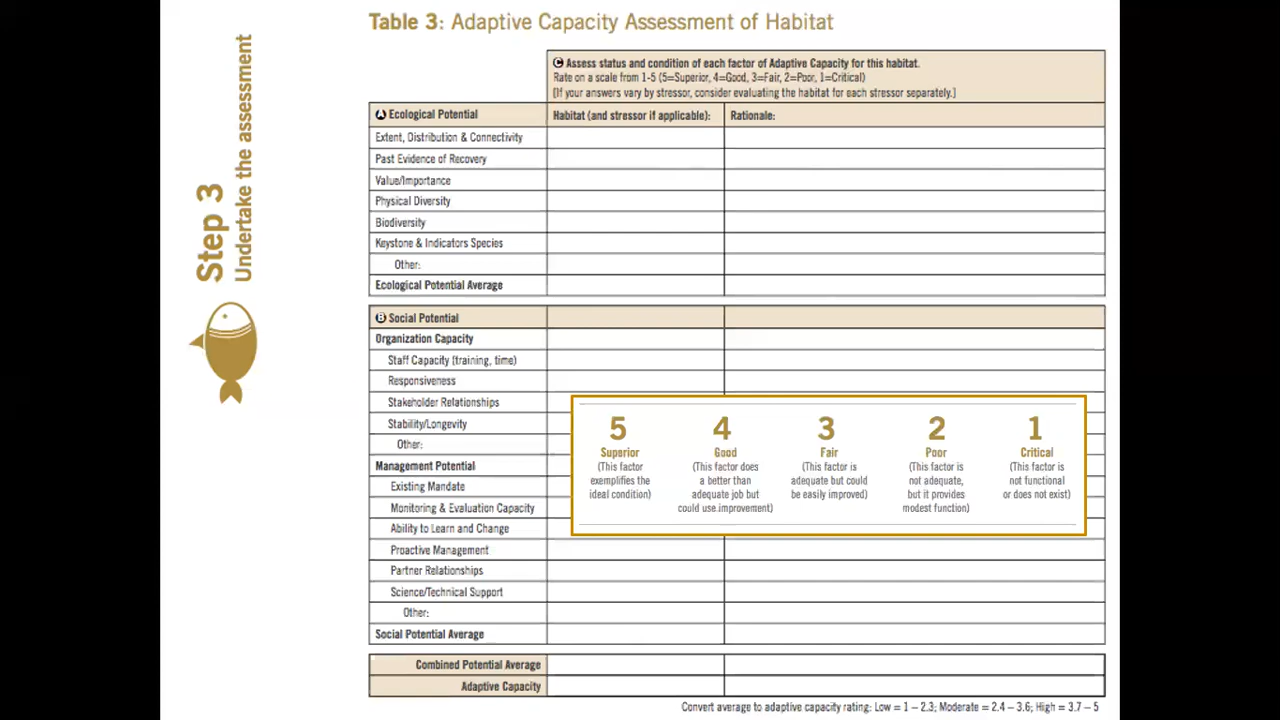 Step 3
Undertake the assessment
Table 3: Adaptive Capacity Assessment of Habitat
C Assess status and condition of each factor of Adaptive Capacity for this habitat.
Rate on a scale from 1-5 (5=Superior, 4=Good, 3=Fair, 2=Poor, 1=Critical)
[If your answers vary by stressor, consider evaluating the habitat for each stressor separately.]
A Ecological Potential Habitat (and stressor if applicable): Rationale:
Extent, Distribution & Connectivity
Past Evidence of Recovery
Value/Importance
Physical Diversity
Biodiversity
Keystone & Indicators Species
Other:
Ecological Potential Average
B Social Potential
Organization Capacity
Staff Capacity (training, time)
Responsiveness
Stakeholder Relationships
Stability/Longevity
Other:
Management Potential
Existing Mandate
Monitoring & Evaluation Capacity
Ability to Learn and Change
Proactive Management
Partner Relationships
Science/Technical Support
Other:
Social Potential Average
Combined Potential Average
Adaptive Capacity
5
Superior
(This factor
exemplifies the
ideal condition)
4
Good
(This factor does
a better than
adequate job but
could use improvement)
3
Fair
(This factor is
adequate but could
be easily improved)
2
Poor
(This factor is
not adequate,
but it provides
modest function)
1
Critical
(This factor is
not functional
or does not exist)
Convert average to adaptive capacity rating: Low = 1 – 2.3; Moderate = 2.4 – 3.6; High = 3.7 – 5